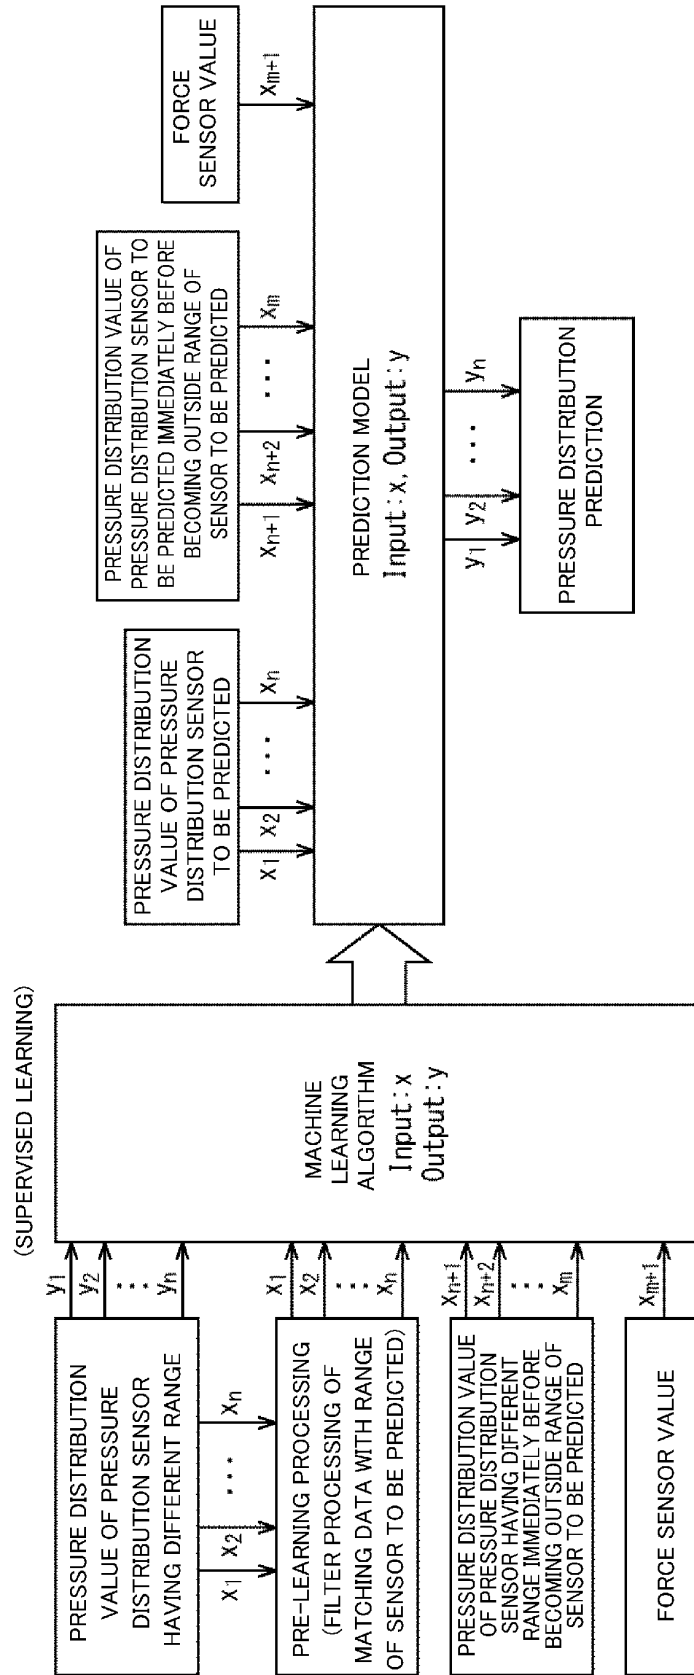 (SUPERVISED LEARNING)
PRESSURE DISTRIBUTION
VALUE OF PRESSURE
DISTRIBUTION SENSOR
HAVING DIFFERENT RANGE
y1
y2
⋮
yn
x1
x2
...
xn
PRE-LEARNING PROCESSING
(FILTER PROCESSING OF
MATCHING DATA WITH RANGE
OF SENSOR TO BE PREDICTED)
x1
x2
⋮
xn
PRESSURE DISTRIBUTION VALUE
OF PRESSURE DISTRIBUTION
SENSOR HAVING DIFFERENT
RANGE IMMEDIATELY BEFORE
BECOMING OUTSIDE RANGE OF
SENSOR TO BE PREDICTED
xn+1
xn+2
⋮
xm
FORCE SENSOR VALUE
xm+1
MACHINE
LEARNING
ALGORITHM
Input:x
Output:y
PRESSURE DISTRIBUTION
VALUE OF PRESSURE
DISTRIBUTION SENSOR
TO BE PREDICTED
x1
x2
...
xn
PRESSURE DISTRIBUTION VALUE OF
PRESSURE DISTRIBUTION SENSOR TO
BE PREDICTED IMMEDIATELY BEFORE
BECOMING OUTSIDE RANGE OF
SENSOR TO BE PREDICTED
xn+1
xn+2
...
xm
FORCE
SENSOR VALUE
xm+1
PREDICTION MODEL
Input:x, Output:y
y1
y2
...
yn
PRESSURE DISTRIBUTION
PREDICTION